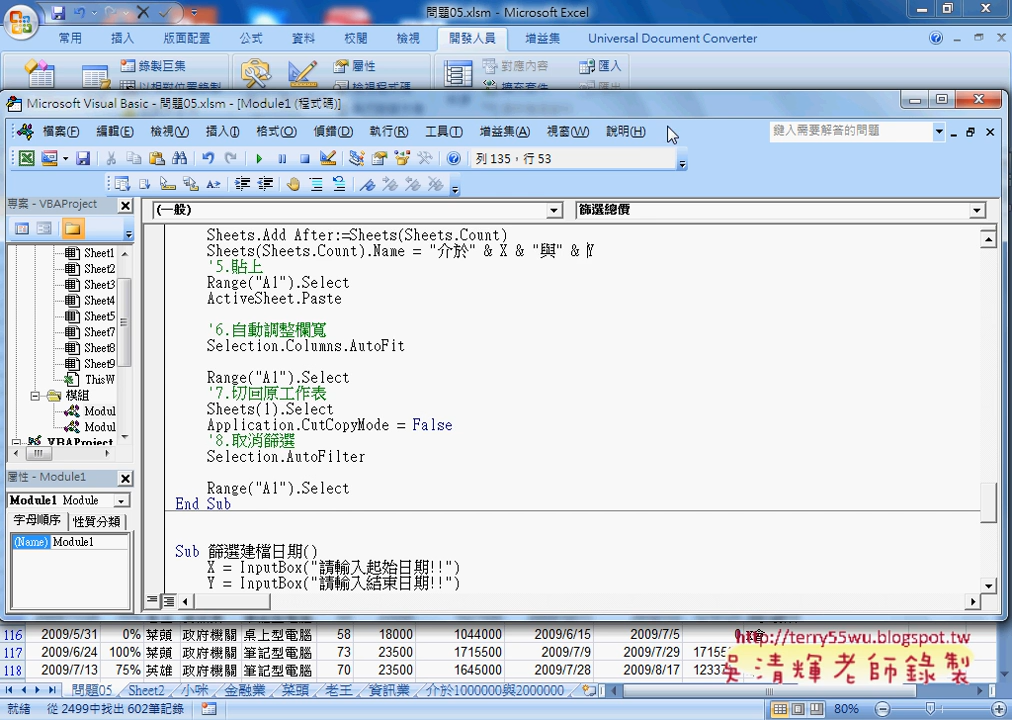 問題05.xlsm - Microsoft Excel
常用 插入 版面配置 公式 資料 校閱 檢視 開發人員 增益集 Universal Document Converter
錄製巨集 屬性 對應內容 匯入
Microsoft Visual Basic - 問題05.xlsm - [Module1 (程式碼)]
檔案(F) 編輯(E) 檢視(V) 插入(I) 格式(O) 偵錯(D) 執行(R) 工具(T) 增益集(A) 視窗(W) 說明(H) 鍵入需要解答的問題
列 135，行 53
專案 - VBAProject
(一般) 篩選總價
Sheet1
Sheet2
Sheet3
Sheet4
Sheet5
Sheet7
Sheet8
Sheet9
ThisW
模組
Modul
Modul
VBAProject
Sheets.Add After:=Sheets(Sheets.Count)
Sheets(Sheets.Count).Name = "介於" & X & "與" & Y
'5.貼上
Range("A1").Select
ActiveSheet.Paste
'6.自動調整欄寬
Selection.Columns.AutoFit
Range("A1").Select
'7.切回原工作表
Sheets(1).Select
Application.CutCopyMode = False
'8.取消篩選
Selection.AutoFilter
Range("A1").Select
End Sub
Sub 篩選建檔日期()
X = InputBox("請輸入起始日期!!")
Y = InputBox("請輸入結束日期!!")
屬性 - Module1
Module1 Module
字母順序 性質分類
(Name) Module1
116 2009/5/31 0% 菜頭 政府機關 桌上型電腦 58 18000 1044000 2009/6/15 2009/7/5
117 2009/6/24 100% 菜頭 政府機關 筆記型電腦 73 23500 1715500 2009/7/9 2009/7/29
118 2009/7/13 75% 英雄 政府機關 筆記型電腦 70 23500 1645000 2009/7/28 2009/8/17
http://terry55wu.blogspot.tw
吳清輝老師錄製
問題05 Sheet2 小咪 金融業 菜頭 老王 資訊業 介於1000000與2000000
就緒 從 2499中找出 602筆記錄 80%